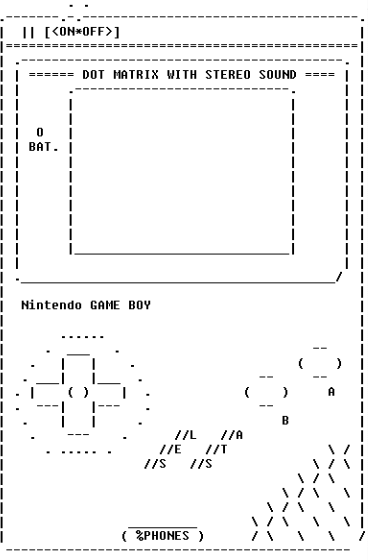 || [<ON*OFF>]
DOT MATRIX WITH STEREO SOUND
O
BAT.
Nintendo GAME BOY
A
B
//L //A
//E //T
//S //S
( %PHONES )